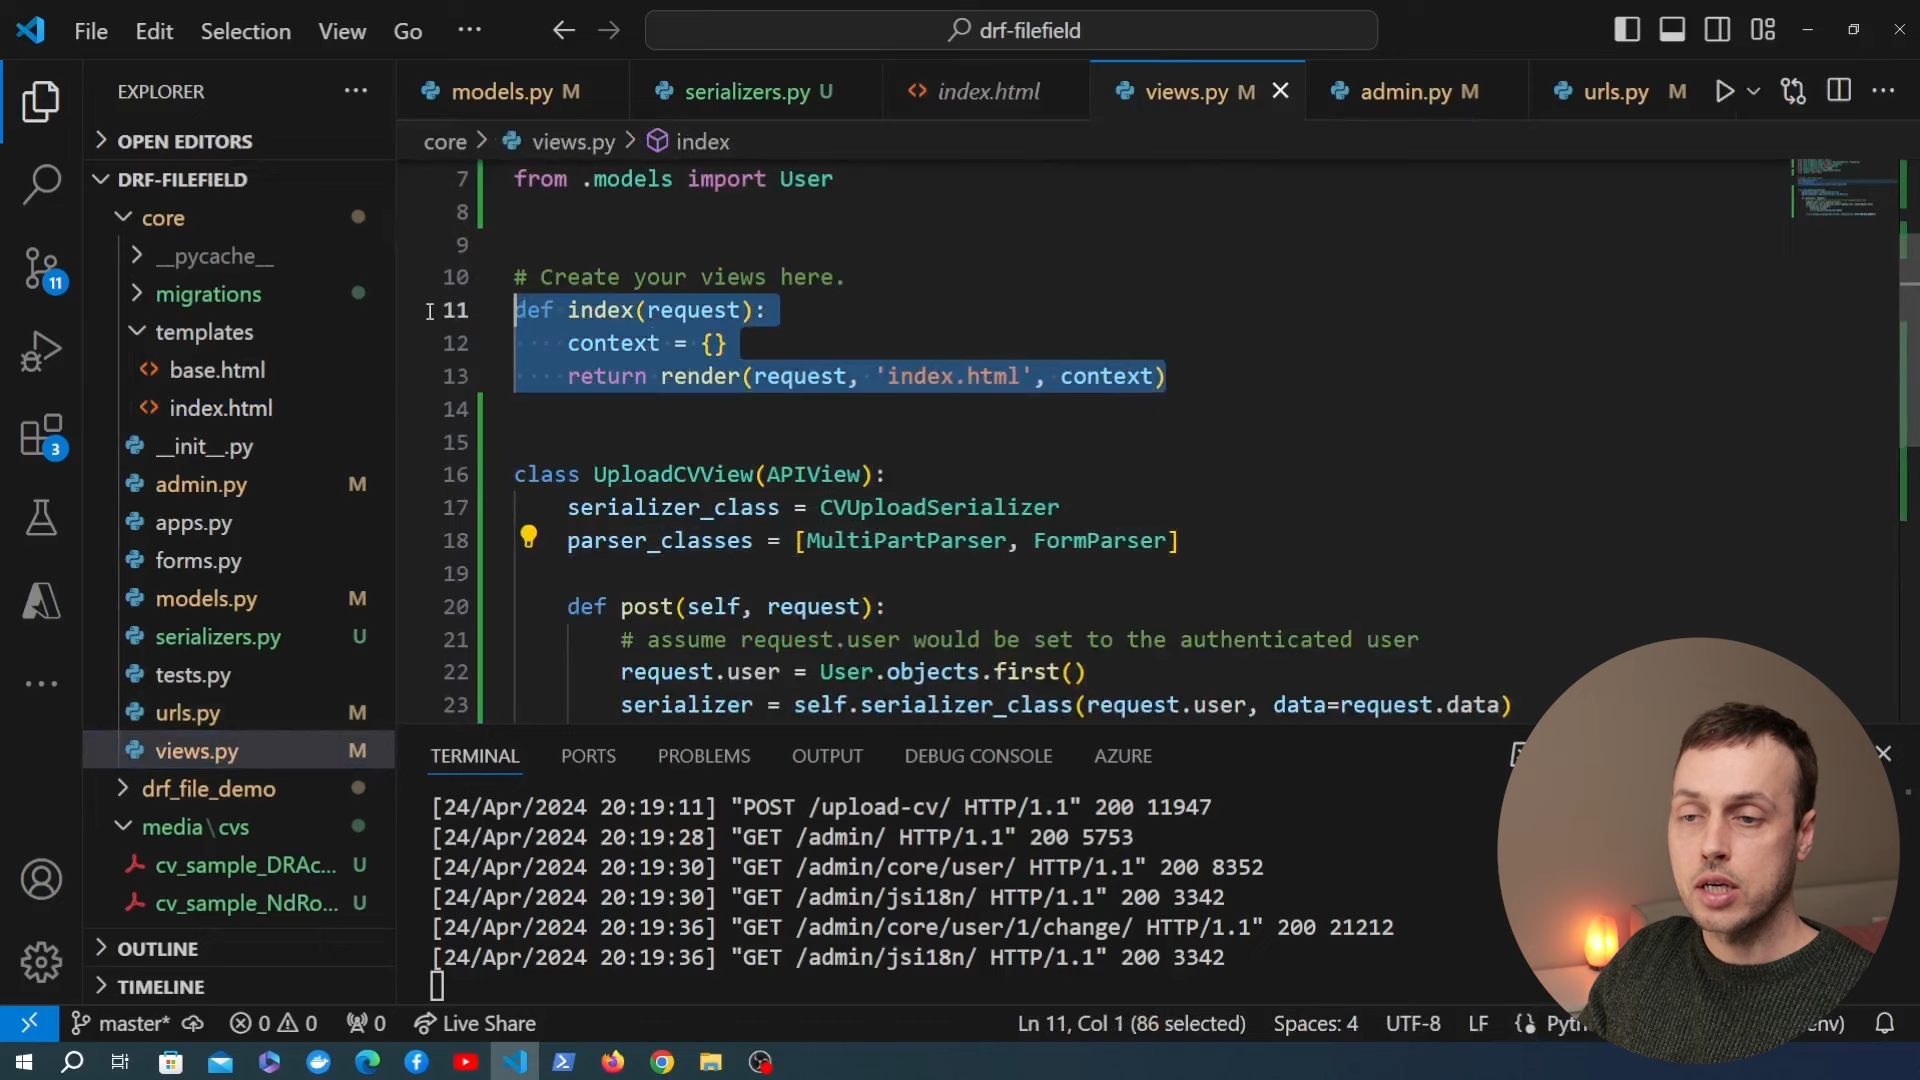 File Edit Selection View Go ··· drf-filefield
EXPLORER ···
OPEN EDITORS
DRF-FILEFIELD
core
__pycache__
migrations
templates
base.html
index.html
__init__.py
admin.py M
apps.py
forms.py
models.py M
serializers.py U
tests.py
urls.py M
views.py M
drf_file_demo
media\cvs
cv_sample_DRAc... U
cv_sample_NdRo... U
OUTLINE
TIMELINE
11
3
models.py M serializers.py U index.html views.py M admin.py M urls.py M
core > views.py > index
7 from .models import User
8
9
10 # Create your views here.
11 def index(request):
12 context = {}
13 return render(request, 'index.html', context)
14
15
16 class UploadCVView(APIView):
17 serializer_class = CVUploadSerializer
18 parser_classes = [MultiPartParser, FormParser]
19
20 def post(self, request):
21 # assume request.user would be set to the authenticated user
22 request.user = User.objects.first()
23 serializer = self.serializer_class(request.user, data=request.data)
TERMINAL PORTS PROBLEMS OUTPUT DEBUG CONSOLE AZURE
[24/Apr/2024 20:19:11] "POST /upload-cv/ HTTP/1.1" 200 11947
[24/Apr/2024 20:19:28] "GET /admin/ HTTP/1.1" 200 5753
[24/Apr/2024 20:19:30] "GET /admin/core/user/ HTTP/1.1" 200 8352
[24/Apr/2024 20:19:30] "GET /admin/jsi18n/ HTTP/1.1" 200 3342
[24/Apr/2024 20:19:36] "GET /admin/core/user/1/change/ HTTP/1.1" 200 21212
[24/Apr/2024 20:19:36] "GET /admin/jsi18n/ HTTP/1.1" 200 3342
master* 0 0 0 Live Share Ln 11, Col 1 (86 selected) Spaces: 4 UTF-8 LF {}